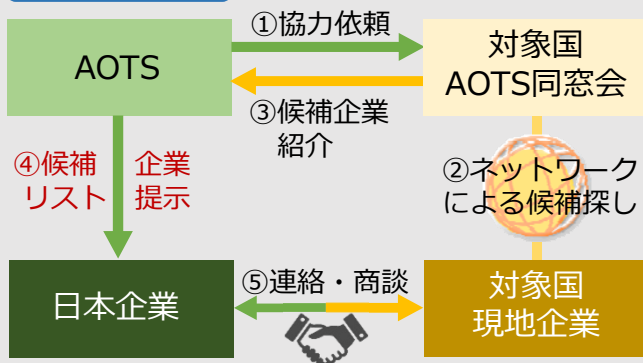 ①協力依頼
AOTS
対象国
AOTS同窓会
③候補企業
紹介
④候補 企業
リスト 提示
②ネットワーク
による候補探し
⑤連絡・商談
日本企業
対象国
現地企業